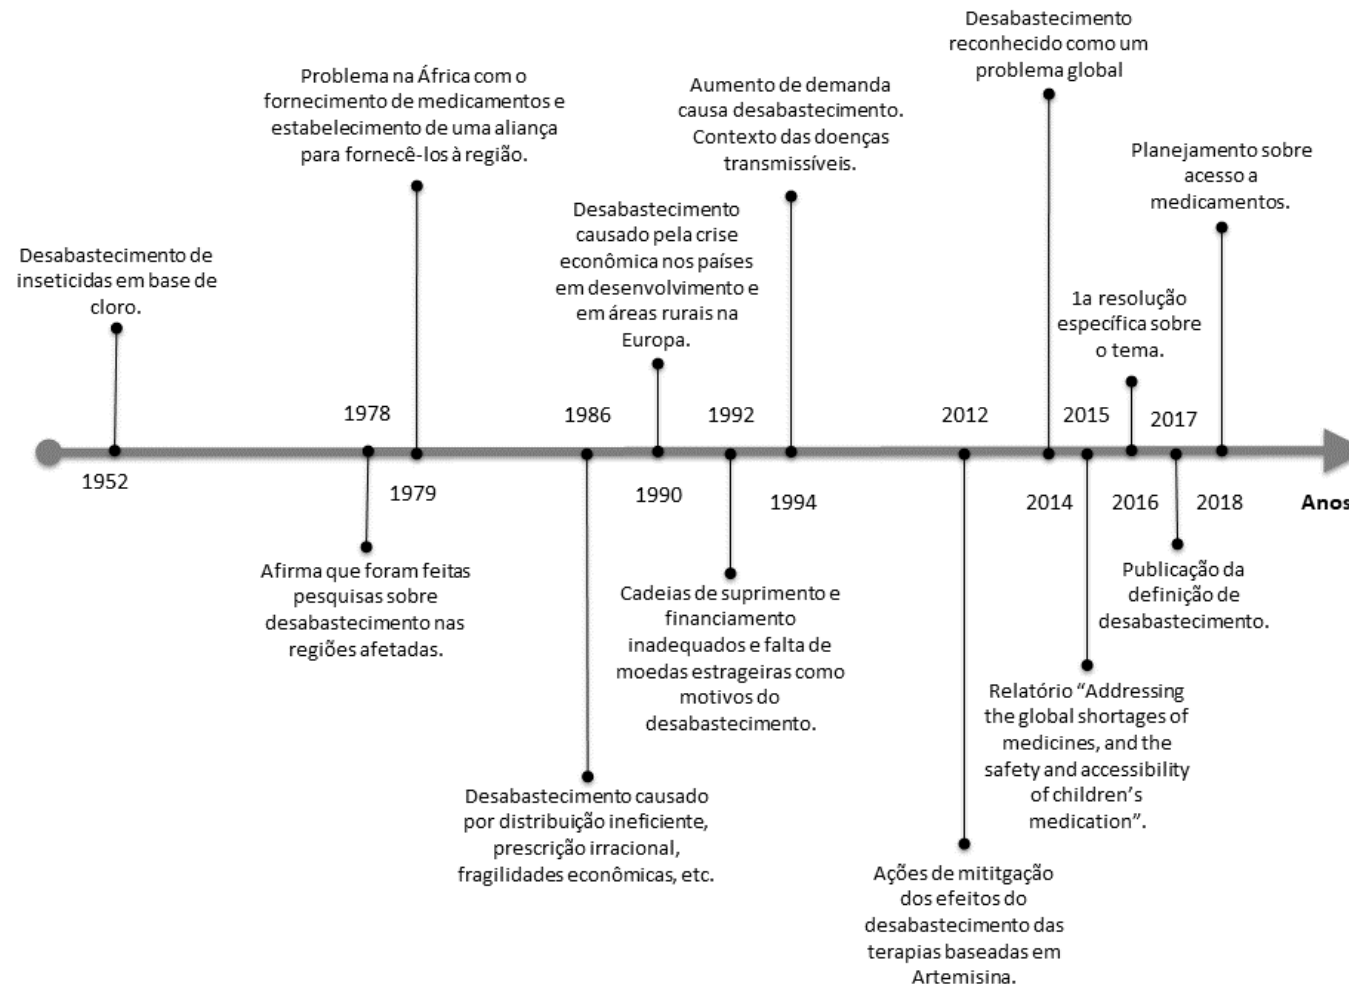 Desabastecimento
reconhecido como um
problema global
Problema na África com o
fornecimento de medicamentos e
estabelecimento de uma aliança
para fornecê-los à região.
Aumento de demanda
causa desabastecimento.
Contexto das doenças
transmissíveis.
Planejamento sobre
acesso a
medicamentos.
Desabastecimento
causado pela crise
econômica nos países
em desenvolvimento e
em áreas rurais na
Europa.
Desabastecimento de
inseticidas em base de
cloro.
1a resolução
específica sobre
o tema.
1978
1986
1992
2012
2015
2017
1952
1979
1990
1994
2014
2016
2018
Anos
Afirma que foram feitas
pesquisas sobre
desabastecimento nas
regiões afetadas.
Cadeias de suprimento e
financiamento
inadequados e falta de
moedas estrageiras como
motivos do
desabastecimento.
Publicação da
definição de
desabastecimento.
Relatório “Addressing
the global shortages of
medicines, and the
safety and accessibility
of children’s
medication”.
Desabastecimento causado
por distribuição ineficiente,
prescrição irracional,
fragilidades econômicas, etc.
Ações de mititgação
dos efeitos do
desabastecimento das
terapias baseadas em
Artemisina.